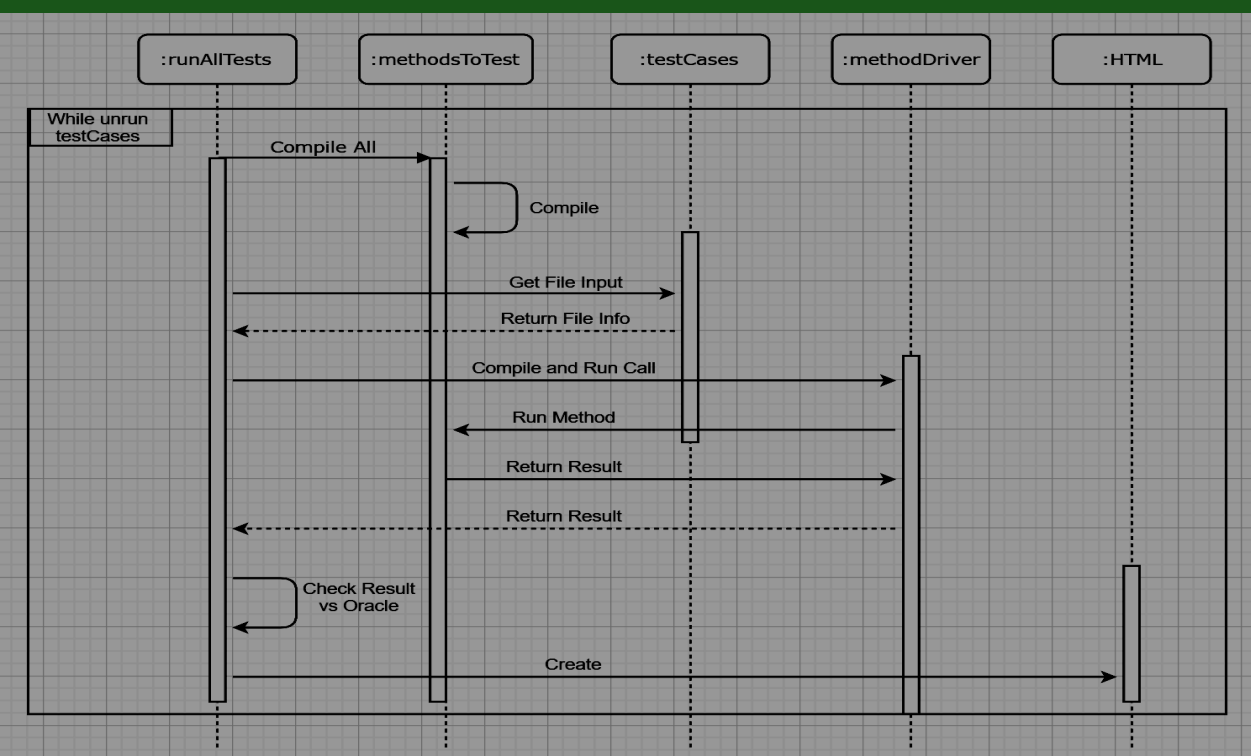 :runAllTests
:methodsToTest
:testCases
:methodDriver
:HTML
While unrun
testCases
Compile All
Compile
Get File Input
Return File Info
Compile and Run Call
Run Method
Return Result
Return Result
Check Result
vs Oracle
Create